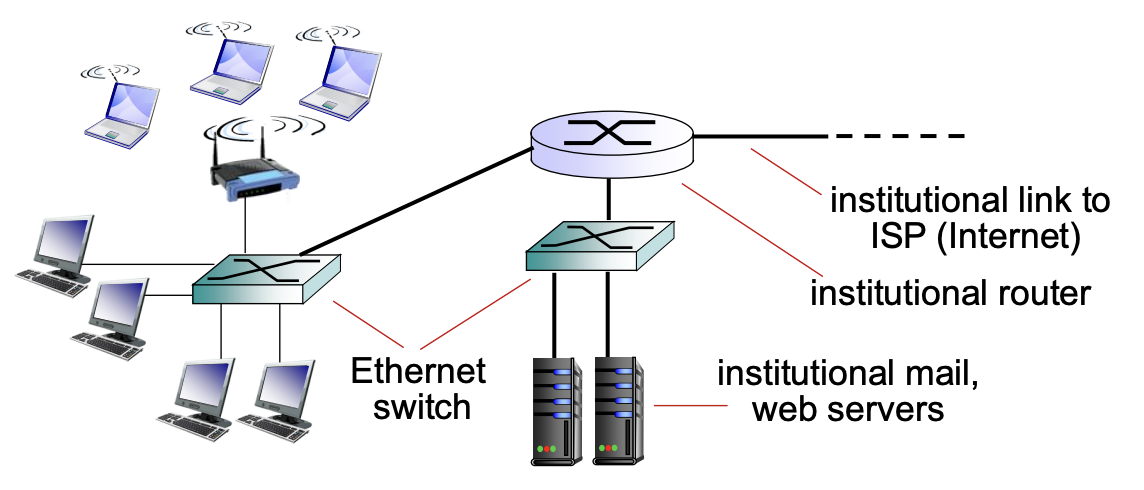 institutional link to
ISP (Internet)
institutional router
Ethernet
switch
institutional mail,
web servers